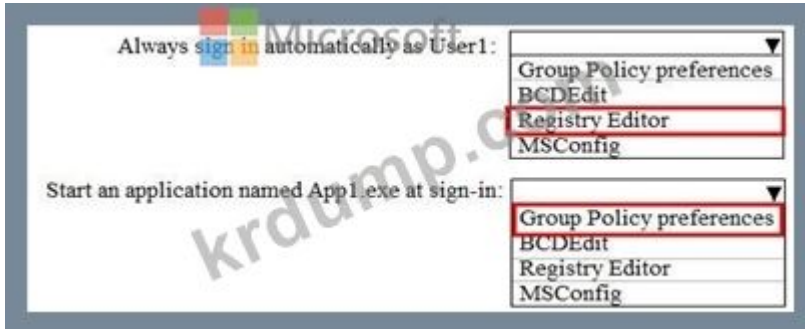 Microsoft
Always sign in automatically as User1:
Group Policy preferences
BCDEdit
Registry Editor
MSConfig
Start an application named App1.exe at sign-in:
Group Policy preferences
BCDEdit
Registry Editor
MSConfig
krdump.com